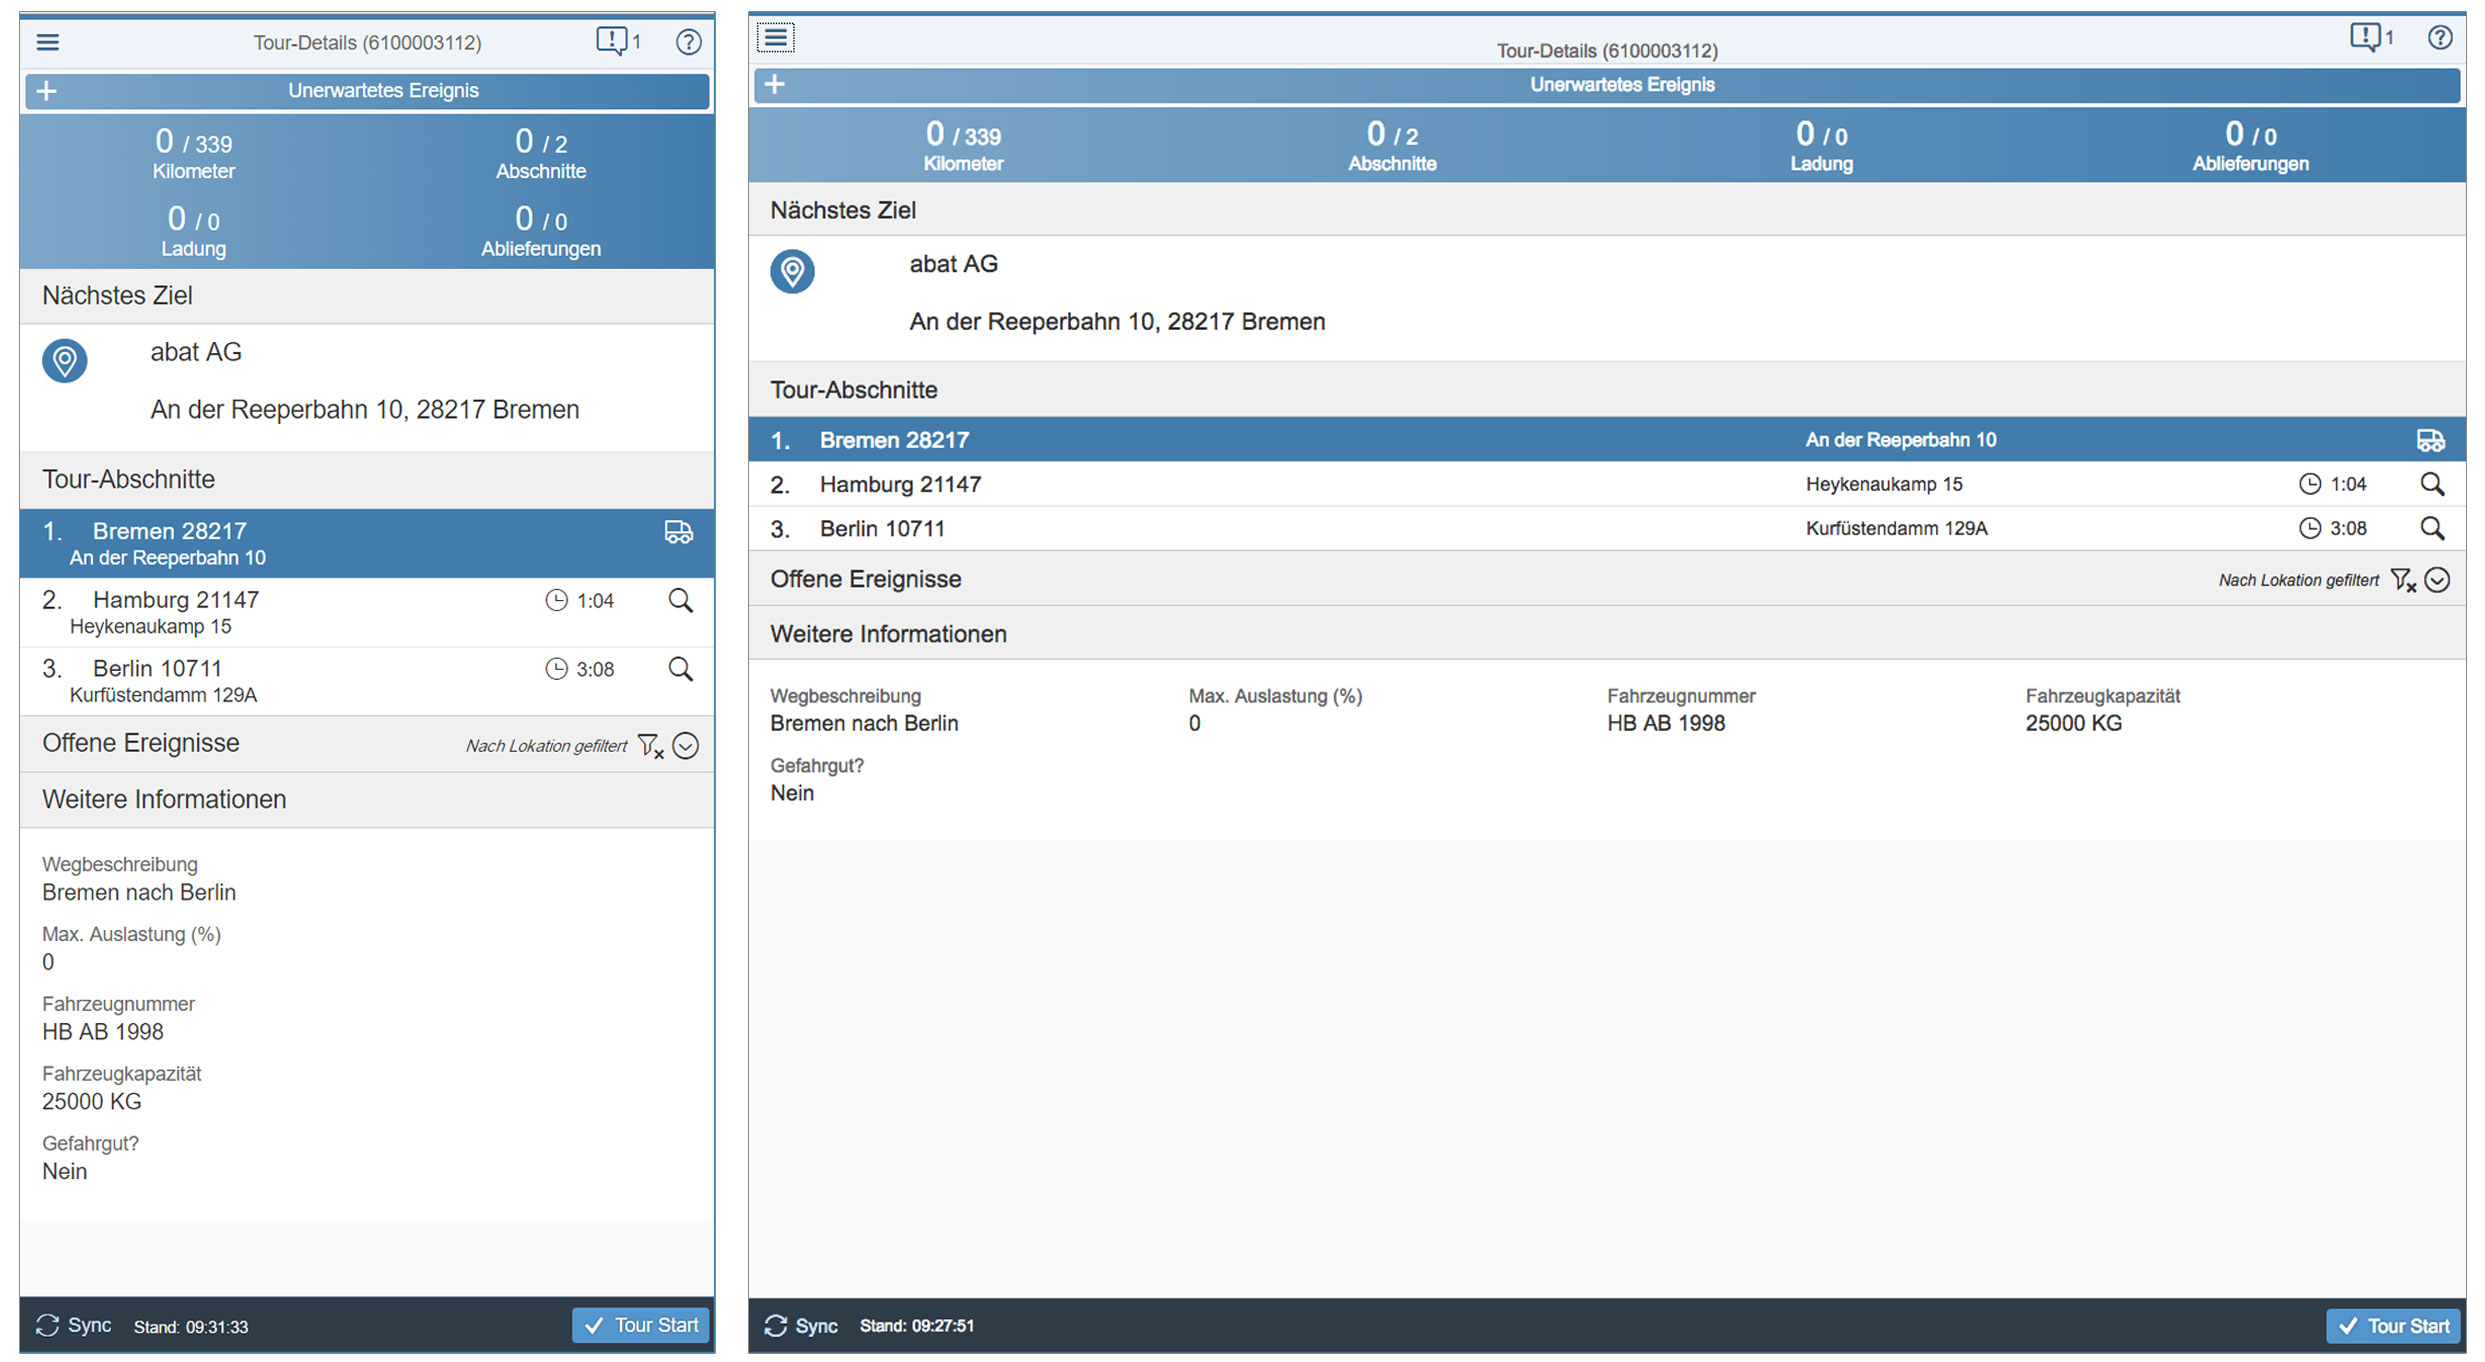 Tour-Details (6100003112) 1
Unerwartetes Ereignis
0 / 339 0 / 2
Kilometer Abschnitte
0 / 0 0 / 0
Ladung Ablieferungen
Nächstes Ziel
abat AG
An der Reeperbahn 10, 28217 Bremen
Tour-Abschnitte
1. Bremen 28217
An der Reeperbahn 10
2. Hamburg 21147 1:04
Heykenaukamp 15
3. Berlin 10711 3:08
Kurfüstendamm 129A
Offene Ereignisse Nach Lokation gefiltert
Weitere Informationen
Wegbeschreibung
Bremen nach Berlin
Max. Auslastung (%)
0
Fahrzeugnummer
HB AB 1998
Fahrzeugkapazität
25000 KG
Gefahrgut?
Nein
Sync Stand: 09:31:33 Tour Start
Tour-Details (6100003112) 1
Unerwartetes Ereignis
0 / 339 0 / 2 0 / 0 0 / 0
Kilometer Abschnitte Ladung Ablieferungen
Nächstes Ziel
abat AG
An der Reeperbahn 10, 28217 Bremen
Tour-Abschnitte
1. Bremen 28217 An der Reeperbahn 10
2. Hamburg 21147 Heykenaukamp 15 1:04
3. Berlin 10711 Kurfüstendamm 129A 3:08
Offene Ereignisse Nach Lokation gefiltert
Weitere Informationen
Wegbeschreibung Max. Auslastung (%) Fahrzeugnummer Fahrzeugkapazität
Bremen nach Berlin 0 HB AB 1998 25000 KG
Gefahrgut?
Nein
Sync Stand: 09:27:51 Tour Start